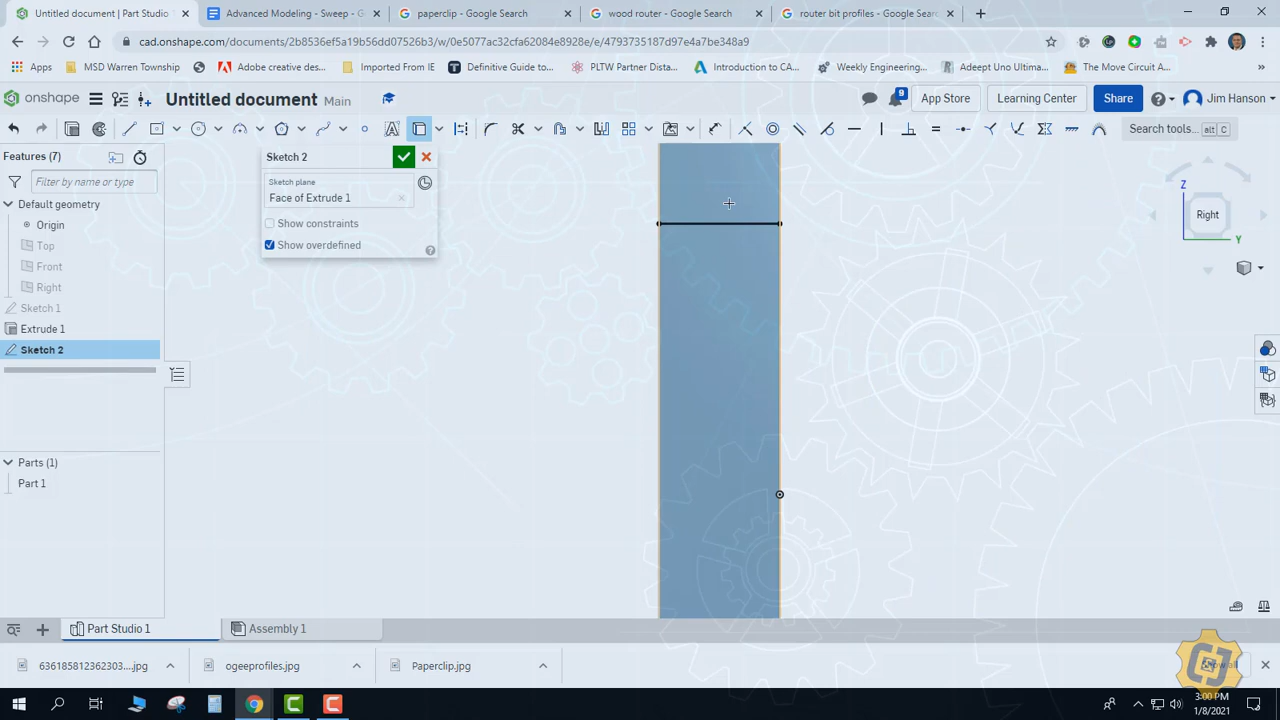 Untitled document | Part Studio 1
Advanced Modeling - Sweep - G
paperclip - Google Search
wood router - Google Search
router bit profiles - Google Sear
cad.onshape.com/documents/2b8536ef5a19b56dd07526b3/w/0e5077ac32cfa62084e8928e/e/4793735187d97e4a7be348a9
Apps
MSD Warren Township
Adobe creative des...
Imported From IE
Definitive Guide to...
PLTW Partner Dista...
Introduction to CA...
Weekly Engineering...
Adeept Uno Ultima...
The Move Circuit A...
onshape
Untitled document Main
9
App Store
Learning Center
Share
Jim Hanson
Search tools... alt C
Features (7)
Filter by name or type
Default geometry
Origin
Top
Front
Right
Sketch 1
Extrude 1
Sketch 2
Parts (1)
Part 1
Sketch 2
Sketch plane
Face of Extrude 1
Show constraints
Show overdefined
Z
Right
Y
Part Studio 1
Assembly 1
636185812362303....jpg
ogeeprofiles.jpg
Paperclip.jpg
Show all
3:00 PM
1/8/2021